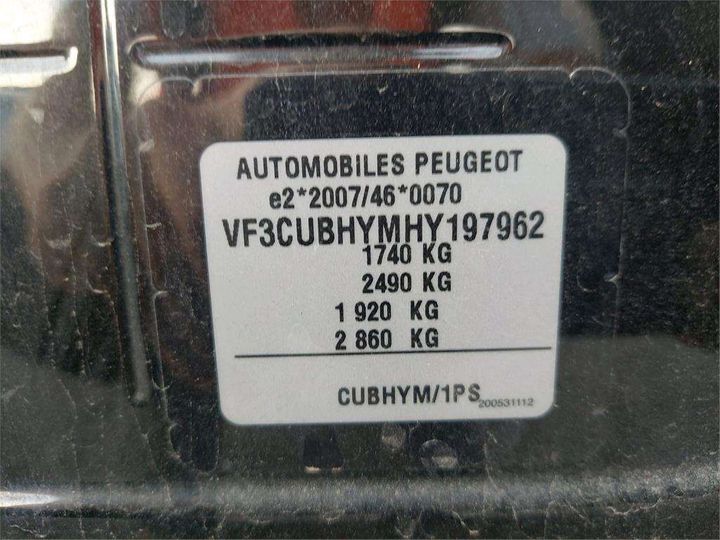 AUTOMOBILES PEUGEOT
e2*2007/46*0070
VF3CUBHYMHY197962
1740 KG
2490 KG
1 920 KG
2 860 KG
CUBHYM/1PS
200531112